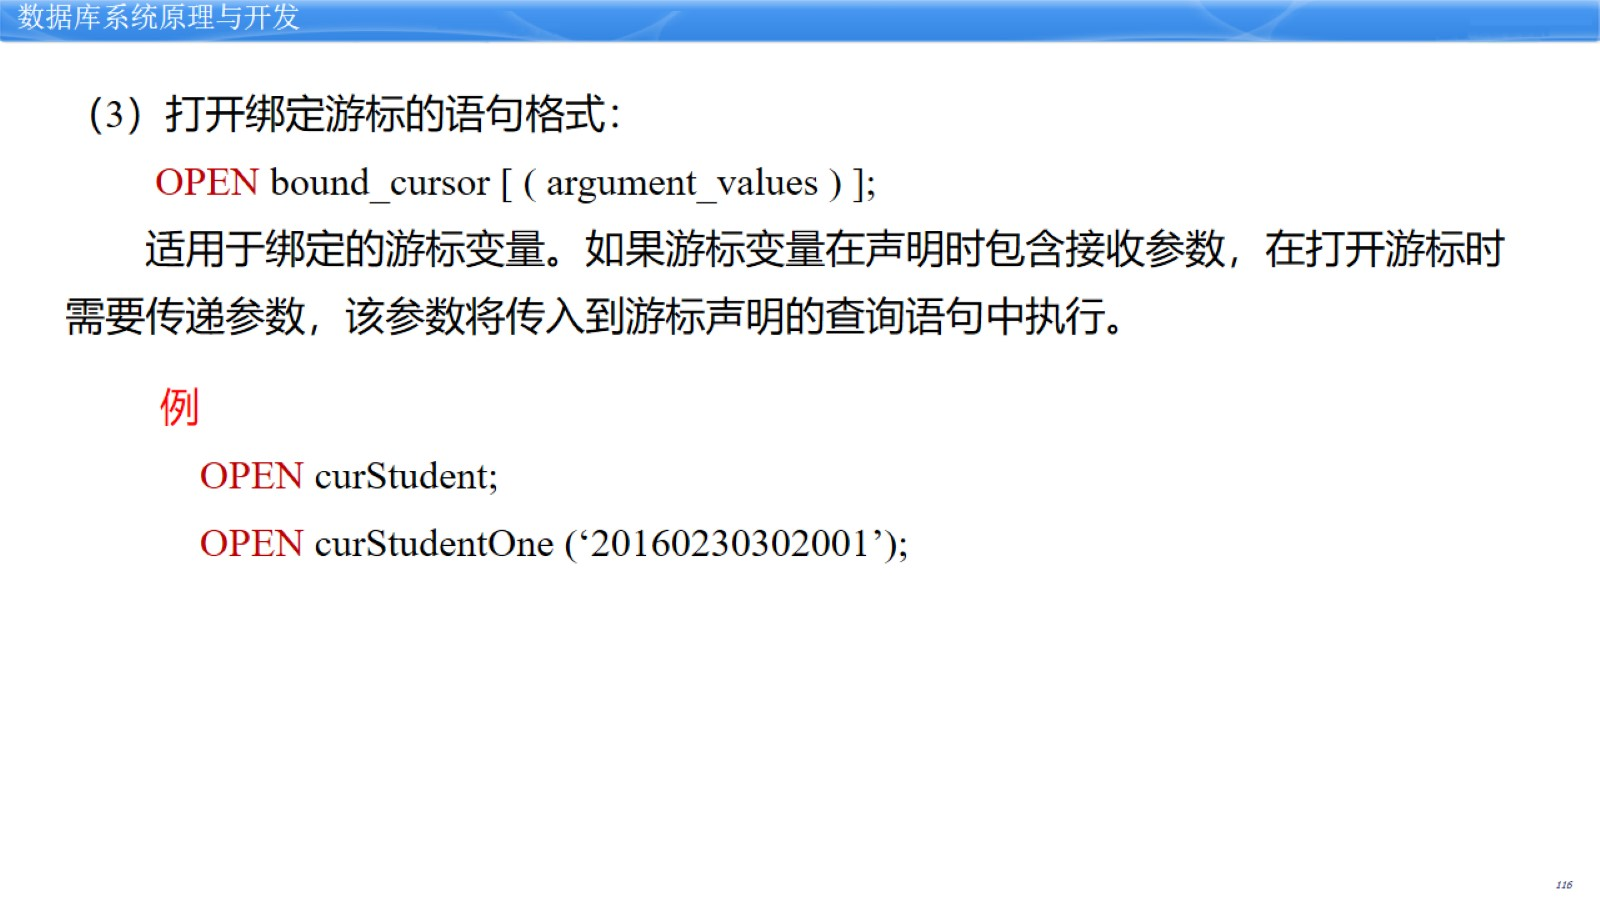 数据库系统原理与开发
（3）打开绑定游标的语句格式：
OPEN bound_cursor [ ( argument_values ) ];
适用于绑定的游标变量。如果游标变量在声明时包含接收参数，在打开游标时
需要传递参数，该参数将传入到游标声明的查询语句中执行。
例
OPEN curStudent;
OPEN curStudentOne (‘20160230302001’);
116